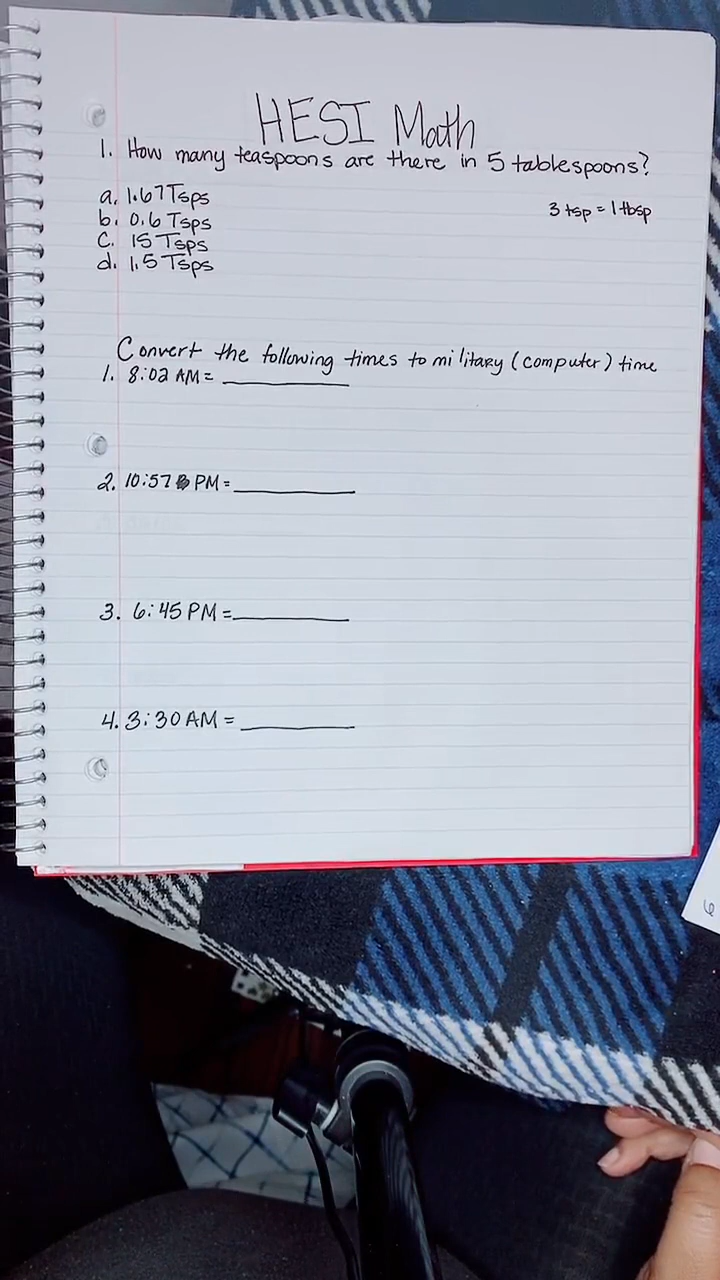 HESI Math
1. How many teaspoons are there in 5 tablespoons?
a. 1.67 Tsps
3 tsp = 1 tbsp
b. 0.6 Tsps
c. 15 Tsps
d. 1.5 Tsps
Convert the following times to military (computer) time
1. 8:02 AM = ________
2. 10:57 PM = ________
3. 6:45 PM = ________
4. 3:30 AM = ________